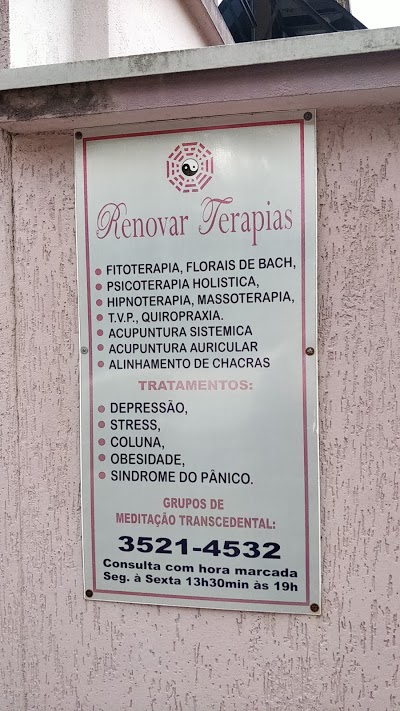 Renovar Terapias
FITOTERAPIA, FLORAIS DE BACH,
PSICOTERAPIA HOLISTICA,
HIPNOTERAPIA, MASSOTERAPIA,
T.V.P., QUIROPRAXIA.
ACUPUNTURA SISTEMICA
ACUPUNTURA AURICULAR
ALINHAMENTO DE CHACRAS
TRATAMENTOS:
DEPRESSÃO,
STRESS,
COLUNA,
OBESIDADE,
SINDROME DO PÂNICO.
GRUPOS DE
MEDITAÇÃO TRANSCEDENTAL:
3521-4532
Consulta com hora marcada
Seg. à Sexta 13h30min às 19h